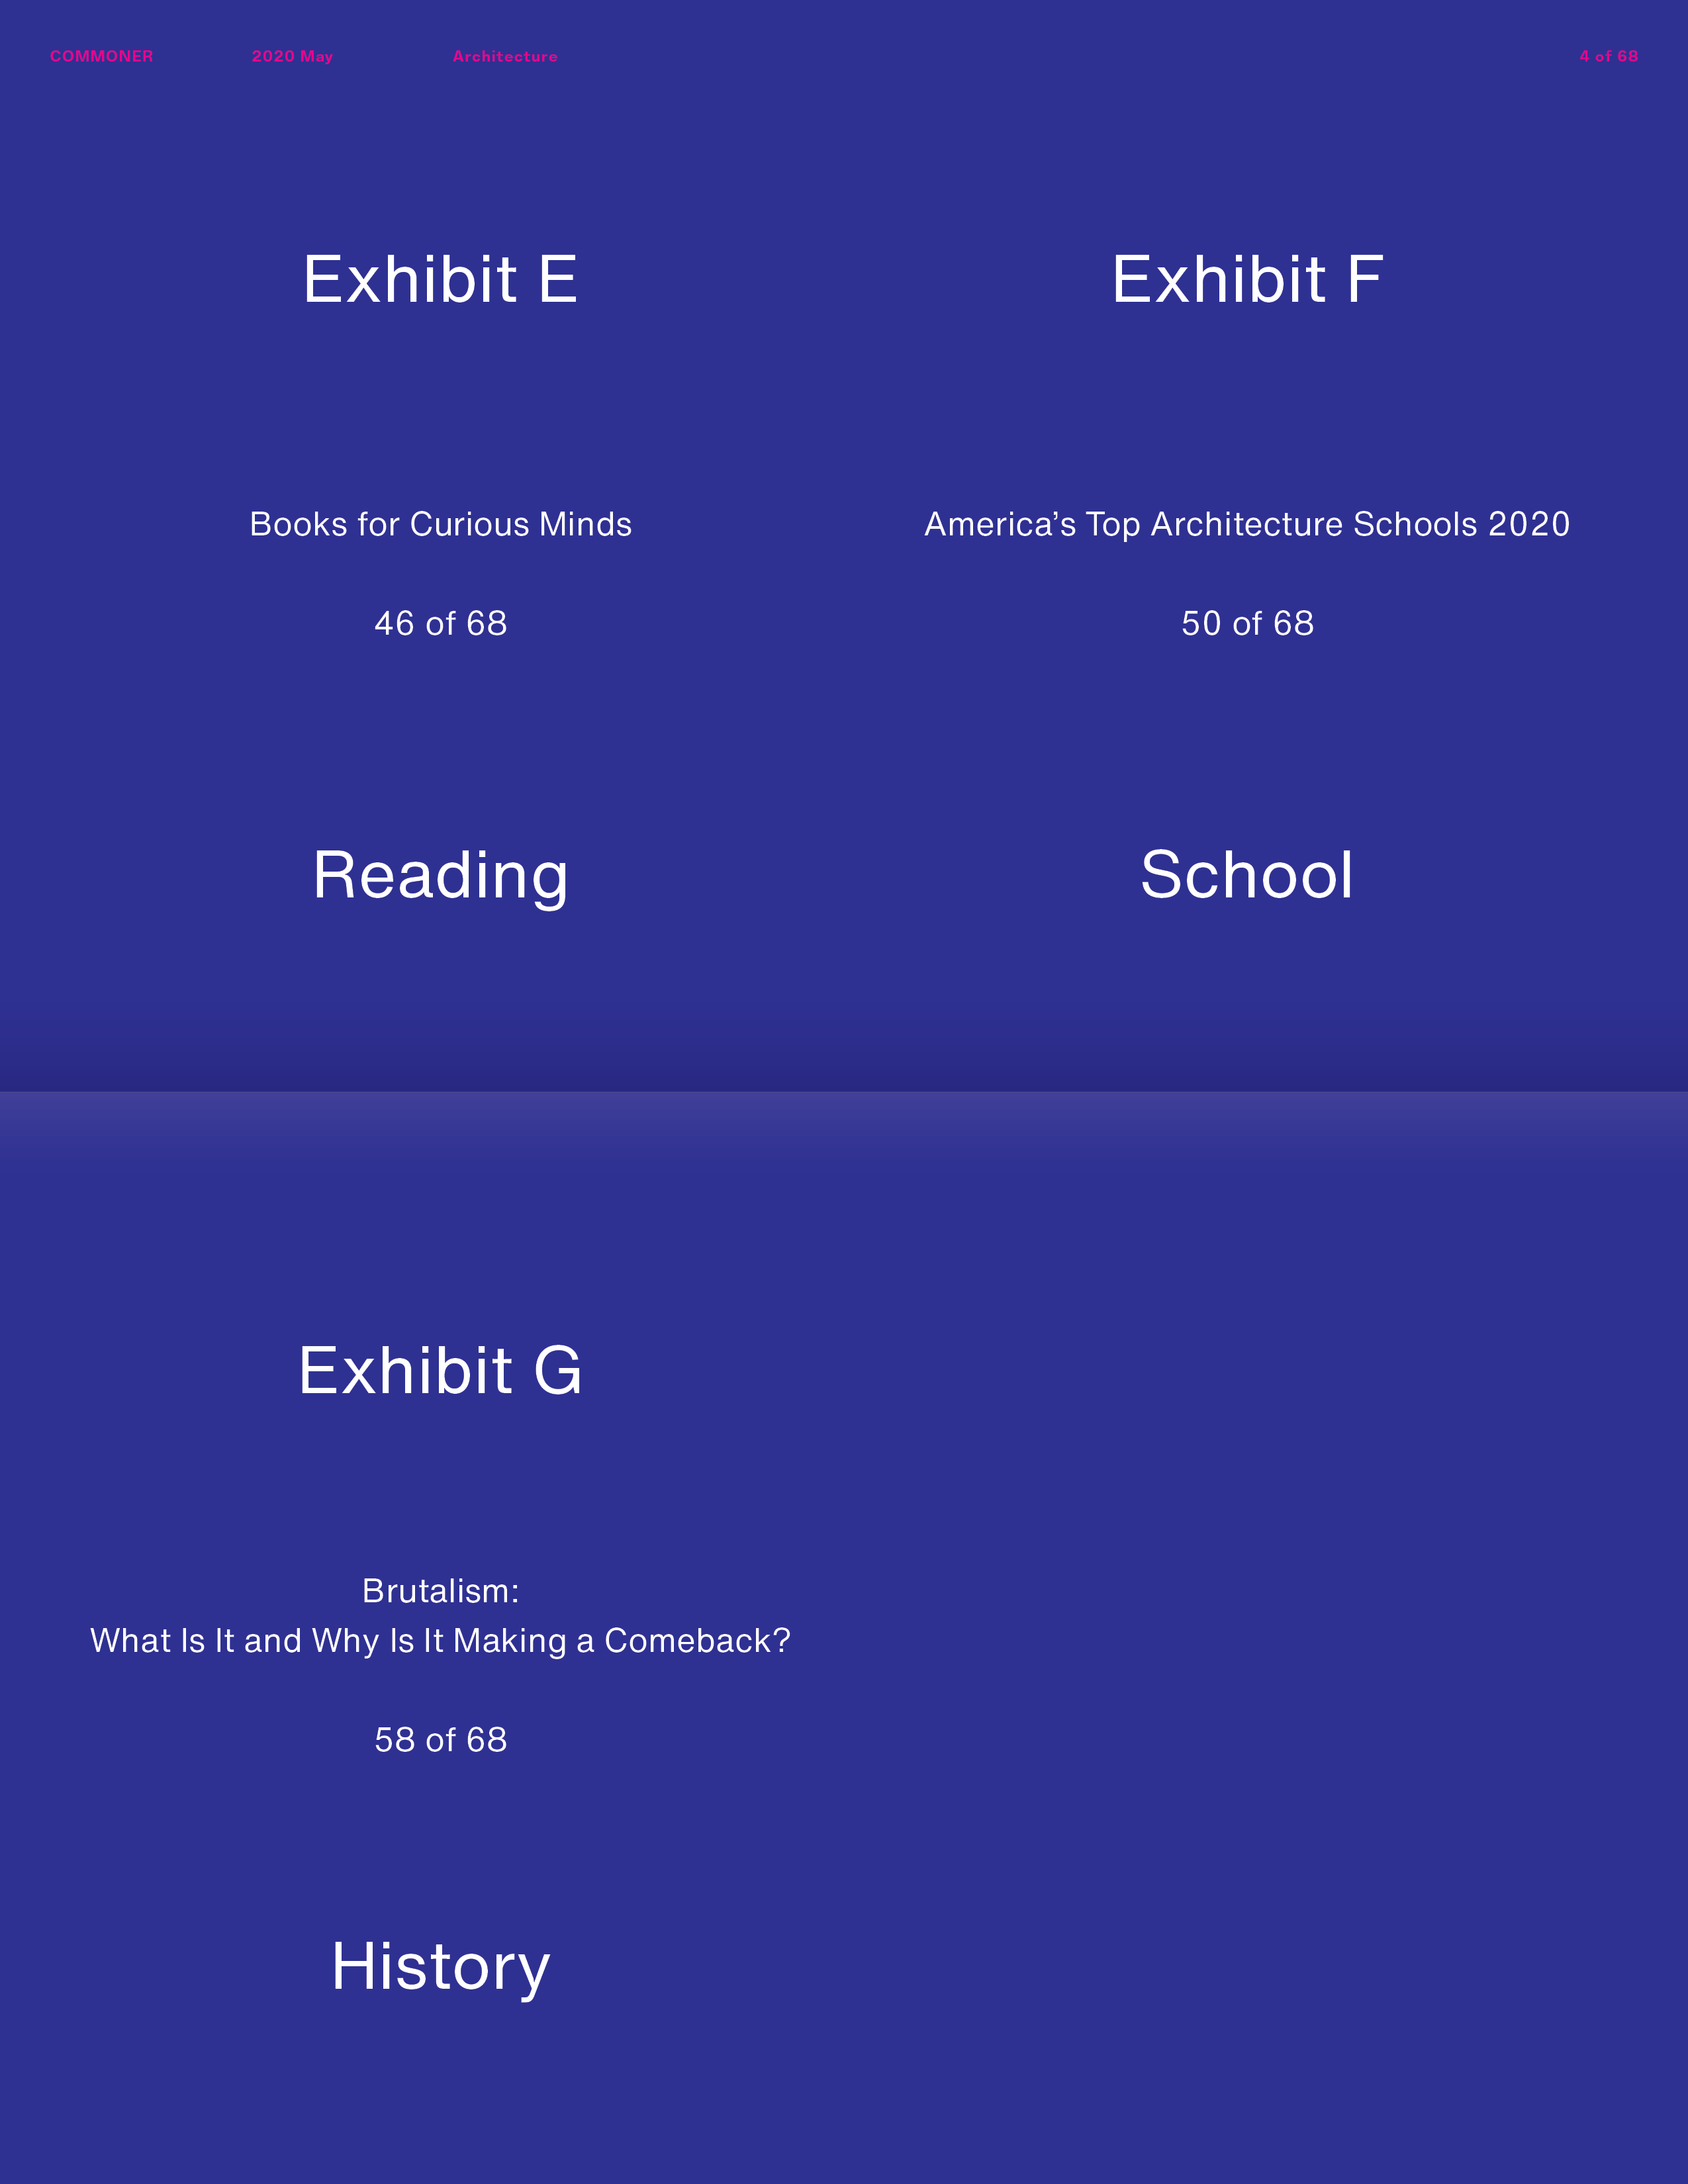 COMMONER 2020 May Architecture 4 of 68
Exhibit E
Books for Curious Minds
46 of 68
Reading
Exhibit F
America’s Top Architecture Schools 2020
50 of 68
School
Exhibit G
Brutalism:
What Is It and Why Is It Making a Comeback?
58 of 68
History